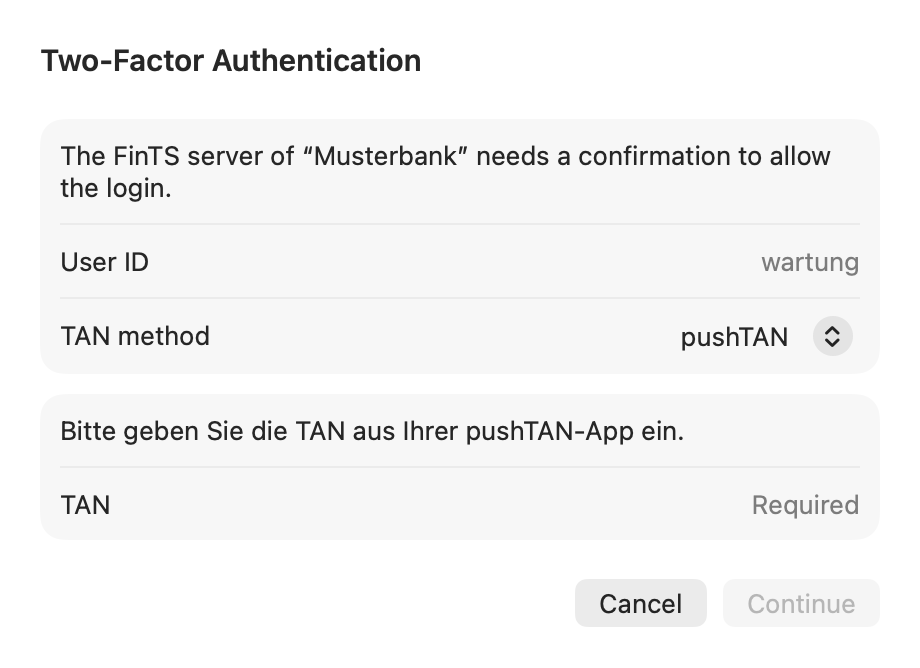 Two-Factor Authentication
The FinTS server of “Musterbank” needs a confirmation to allow
the login.
User ID wartung
TAN method pushTAN
Bitte geben Sie die TAN aus Ihrer pushTAN-App ein.
TAN Required
Cancel Continue